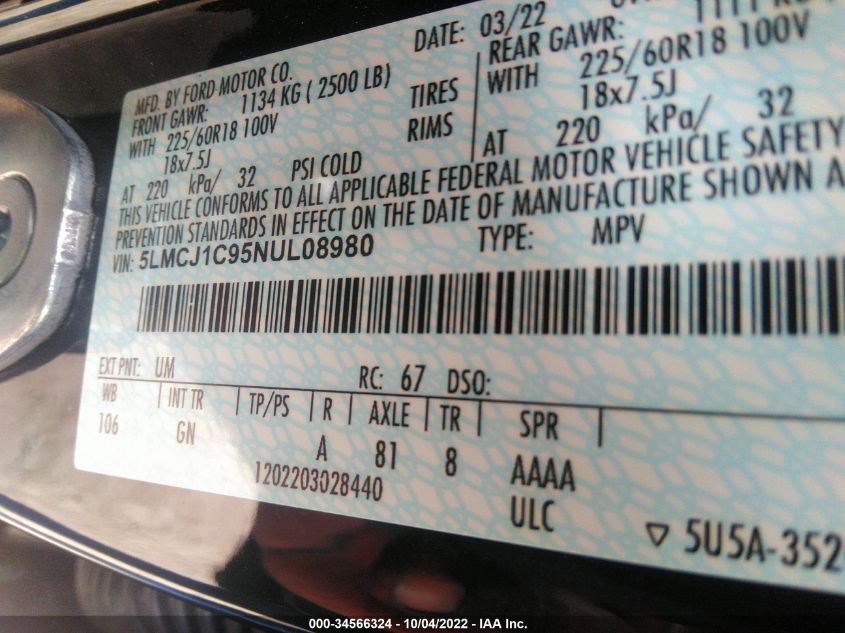 MFD. BY FORD MOTOR CO.
DATE: 03/22
FRONT GAWR: 1134 KG ( 2500 LB)
REAR GAWR:
WITH 225/60R18 100V TIRES
WITH 225/60R18 100V
18x7.5J RIMS
18x7.5J
AT 220 kPa/ 32 PSI COLD
AT 220 kPa/ 32
THIS VEHICLE CONFORMS TO ALL APPLICABLE FEDERAL MOTOR VEHICLE SAFETY
PREVENTION STANDARDS IN EFFECT ON THE DATE OF MANUFACTURE SHOWN A
VIN: 5LMCJ1C95NUL08980 TYPE: MPV
EXT PNT: UM RC: 67 DSO:
WB INT TR TP/PS R AXLE TR SPR
106 GN A 81 8 AAAA
1202203028440 ULC
5U5A-352
000-34566324 - 10/04/2022 - IAA Inc.